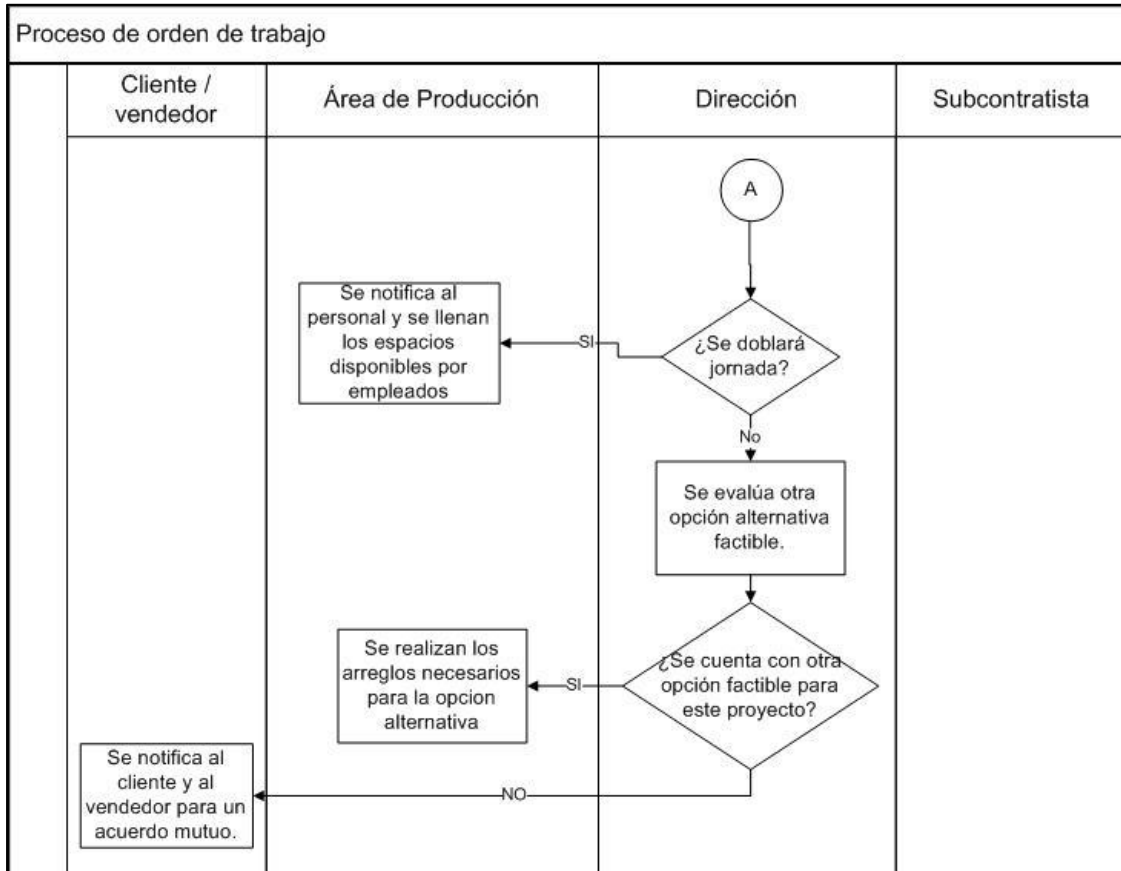 Proceso de orden de trabajo
Cliente /
vendedor
Área de Producción
Dirección
Subcontratista
A
Se notifica al
personal y se llenan
los espacios
disponibles por
empleados
SI
¿Se doblará
jornada?
No
Se evalúa otra
opción alternativa
factible.
Se realizan los
arreglos necesarios
para la opcion
alternativa
SI
¿Se cuenta con otra
opción factible para
este proyecto?
Se notifica al
cliente y al
vendedor para un
acuerdo mutuo.
NO